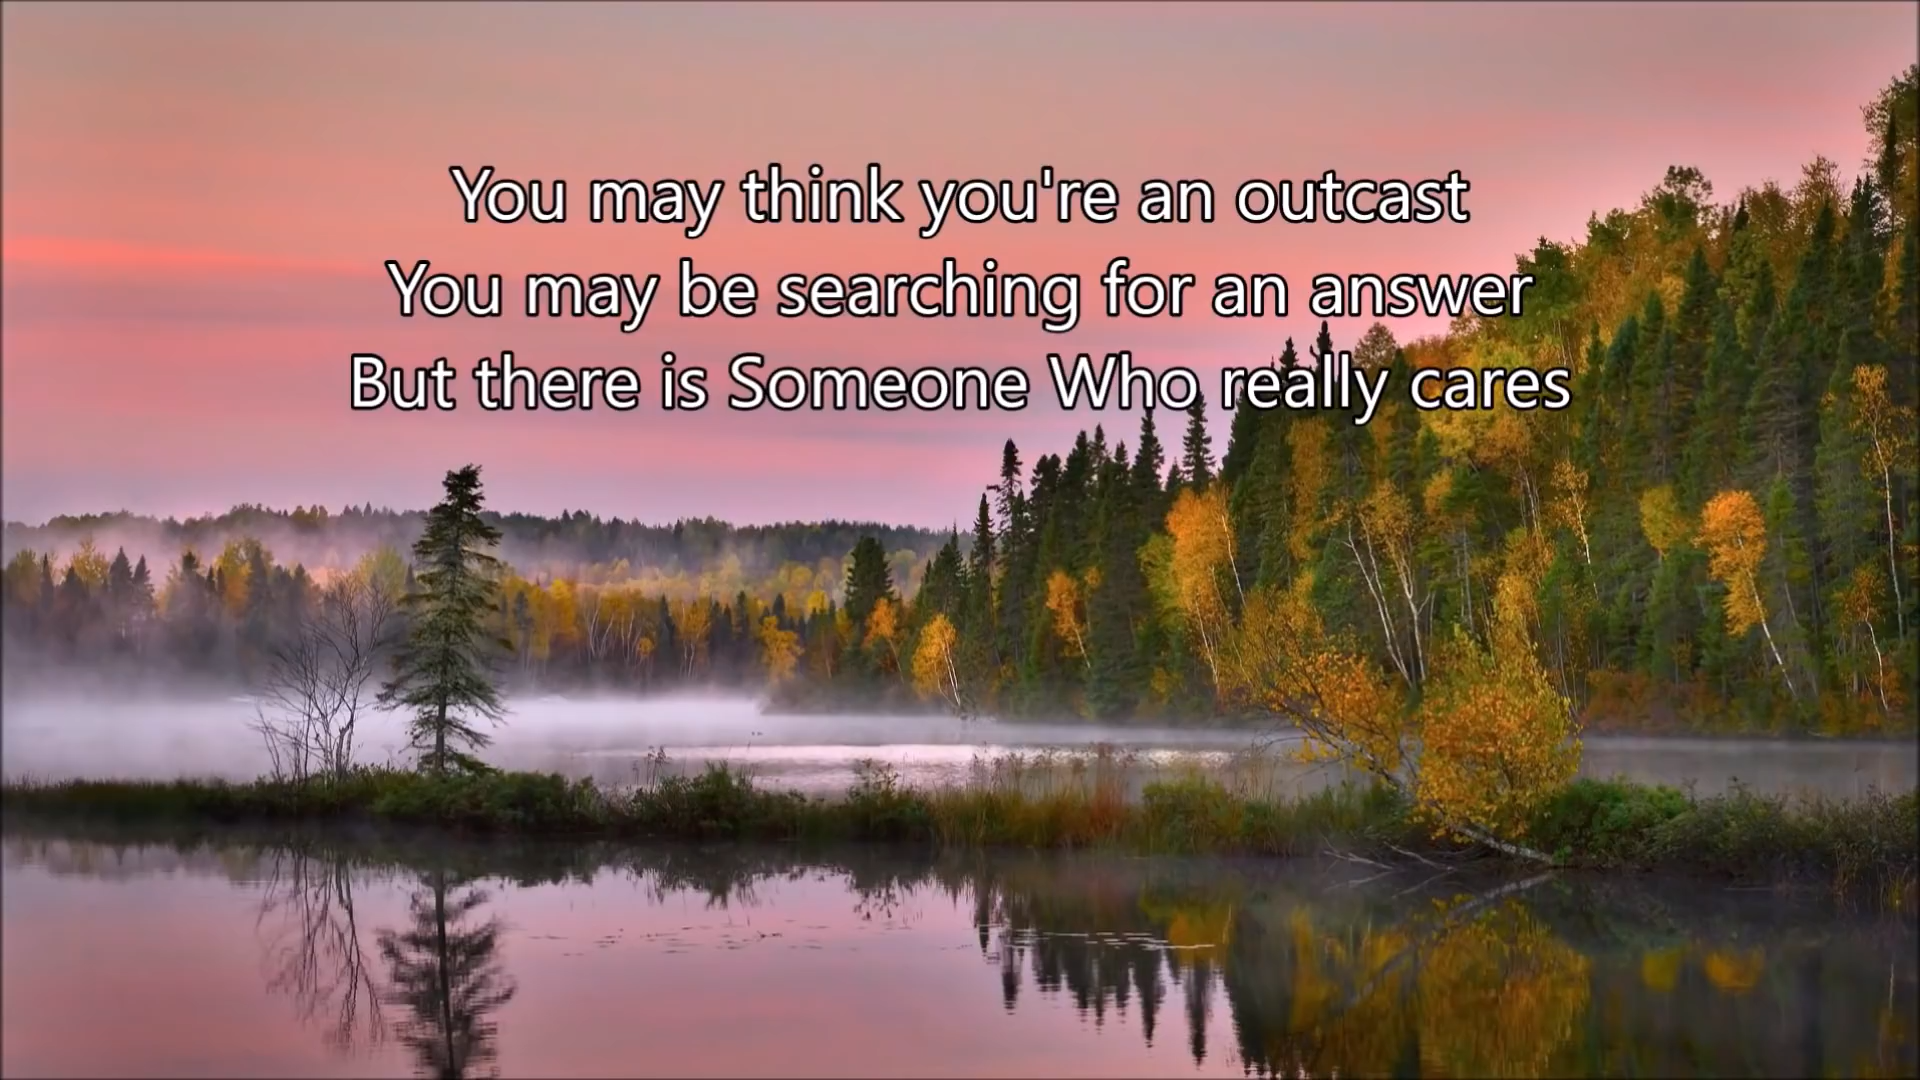 You may think you're an outcast
You may be searching for an answer
But there is Someone Who really cares